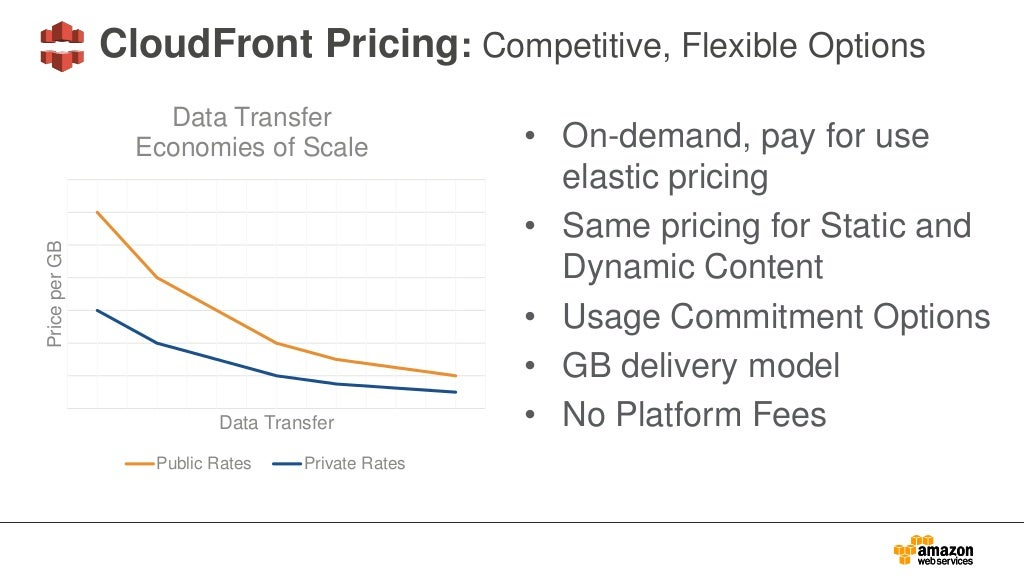 CloudFront Pricing: Competitive, Flexible Options
Data Transfer
Economies of Scale
Price per GB
Data Transfer
Public Rates
Private Rates
• On-demand, pay for use
elastic pricing
• Same pricing for Static and
Dynamic Content
• Usage Commitment Options
• GB delivery model
• No Platform Fees
amazon
web services